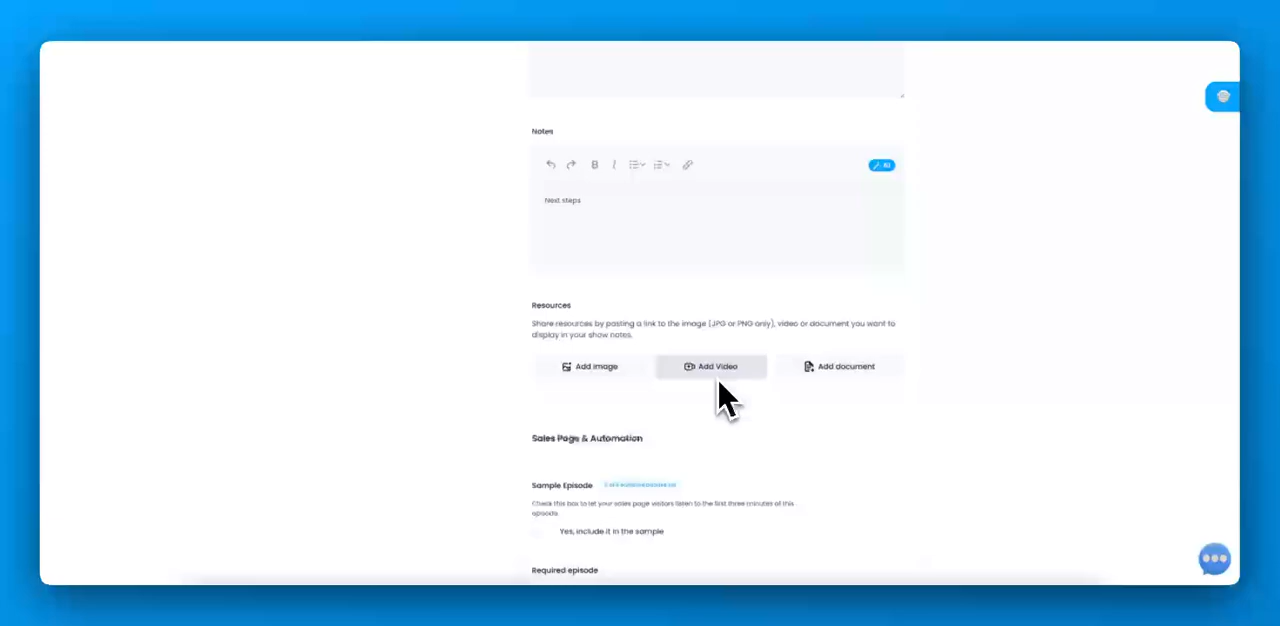 Notes
B I
Next steps
Resources
Share resources by pasting a link to the image (JPG or PNG only), video or document you want to
display in your show notes.
Add image
Add Video
Add document
Sales Page & Automation
Sample Episode
Check this box to let your sales page visitors listen to the first three minutes of this
episode.
Yes, include it in the sample
Required episode